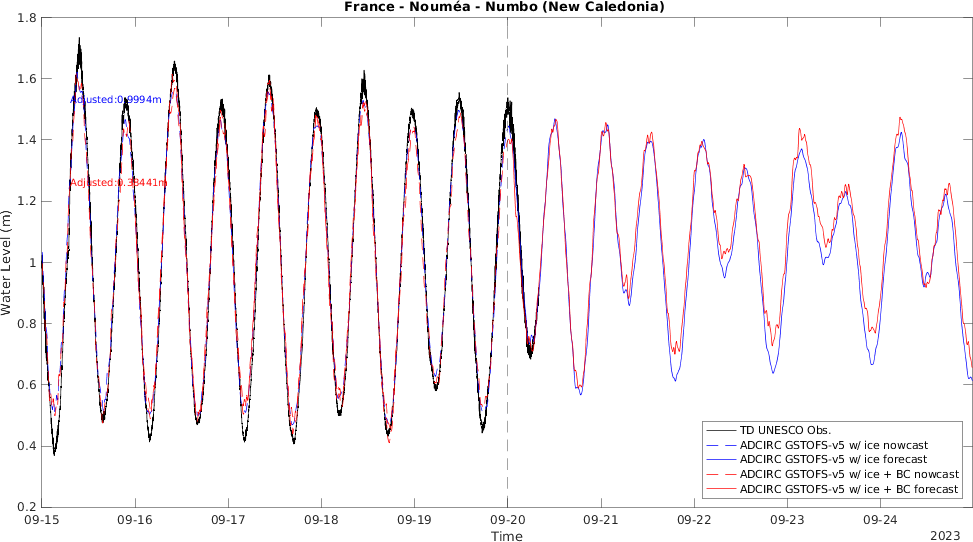 France - Nouméa - Numbo (New Caledonia)
1.8
1.6
1.4
1.2
1
0.8
0.6
0.4
0.2
Water Level (m)
Adjusted:0.9994m
Adjusted:0.38441m
TD UNESCO Obs.
ADCIRC GSTOFS-v5 w/ ice nowcast
ADCIRC GSTOFS-v5 w/ ice forecast
ADCIRC GSTOFS-v5 w/ ice + BC nowcast
ADCIRC GSTOFS-v5 w/ ice + BC forecast
09-15 09-16 09-17 09-18 09-19 09-20 09-21 09-22 09-23 09-24
Time
2023